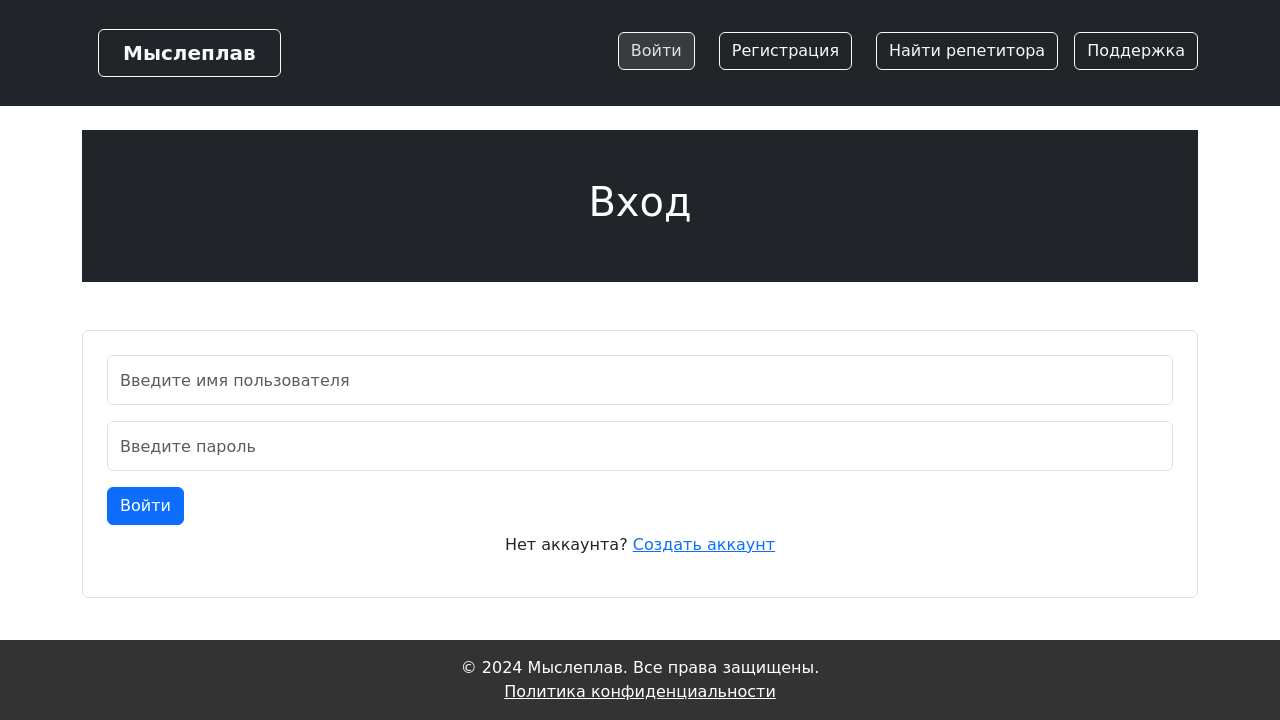 Мыслеплав
Войти
Регистрация
Найти репетитора
Поддержка
Вход
Введите имя пользователя
Введите пароль
Войти
Нет аккаунта? Создать аккаунт
© 2024 Мыслеплав. Все права защищены.
Политика конфиденциальности